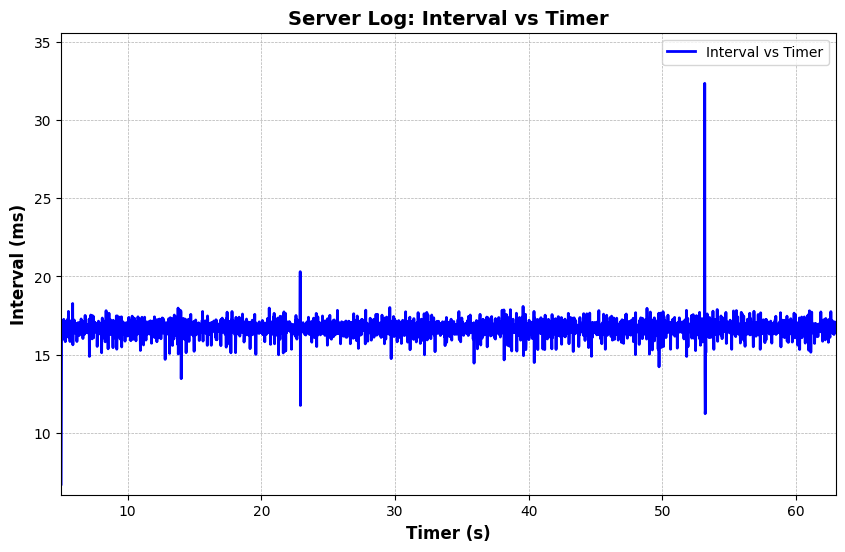 Server Log: Interval vs Timer
Interval vs Timer
Interval (ms)
35
30
25
20
15
10
10 20 30 40 50 60
Timer (s)